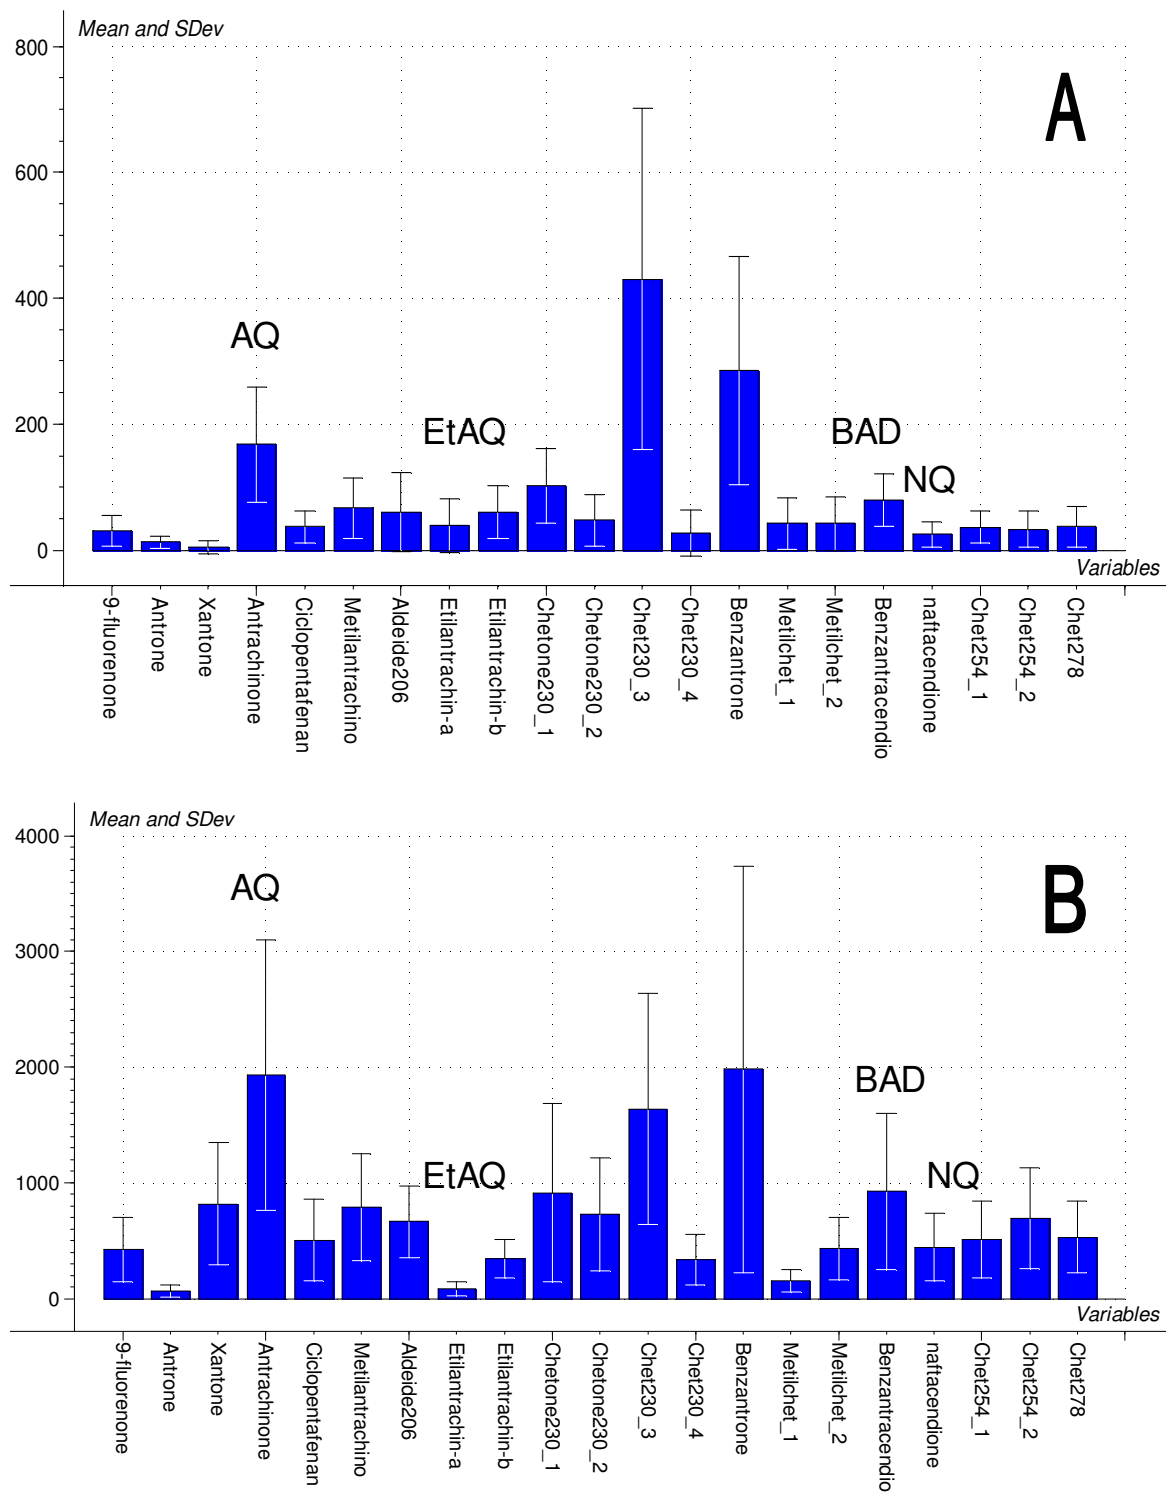 Mean and SDev
800
A
600
400
AQ
200
EtAQ
BAD
NQ
0
Variables
9-fluorenone
Antrone
Xantone
Antrachinone
Ciclopentafenan
Metilantrachino
Aldeide206
Etilantrachin-a
Etilantrachin-b
Chetone230_1
Chetone230_2
Chet230_3
Chet230_4
Benzantrone
Metilchet_1
Metilchet_2
Benzantracendio
naftacendione
Chet254_1
Chet254_2
Chet278
Mean and SDev
4000
AQ
B
3000
2000
BAD
EtAQ
NQ
1000
0
Variables
9-fluorenone
Antrone
Xantone
Antrachinone
Ciclopentafenan
Metilantrachino
Aldeide206
Etilantrachin-a
Etilantrachin-b
Chetone230_1
Chetone230_2
Chet230_3
Chet230_4
Benzantrone
Metilchet_1
Metilchet_2
Benzantracendio
naftacendione
Chet254_1
Chet254_2
Chet278